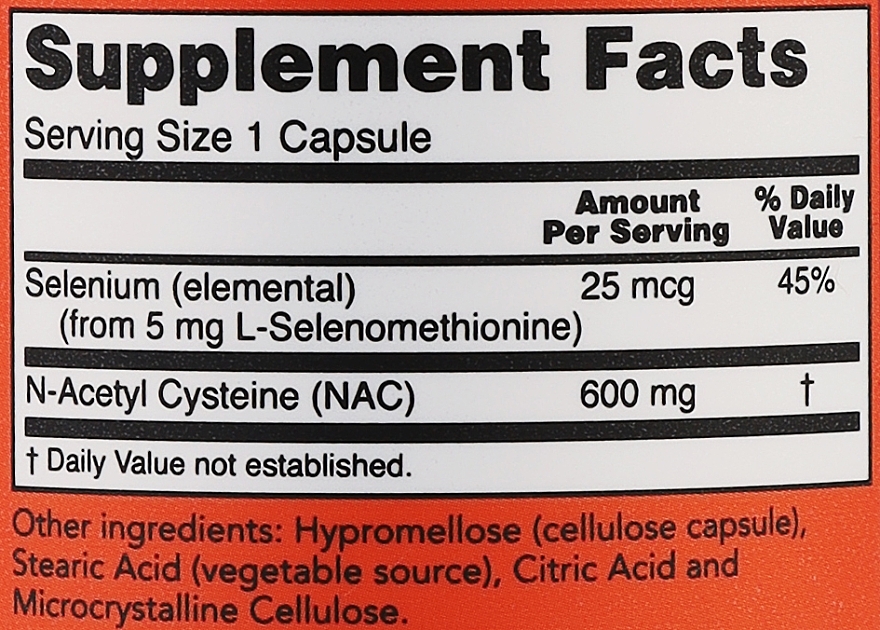 Supplement Facts
Serving Size 1 Capsule
Amount Per Serving
% Daily Value
Selenium (elemental) 25 mcg 45%
(from 5 mg L-Selenomethionine)
N-Acetyl Cysteine (NAC) 600 mg †
† Daily Value not established.
Other ingredients: Hypromellose (cellulose capsule),
Stearic Acid (vegetable source), Citric Acid and
Microcrystalline Cellulose.